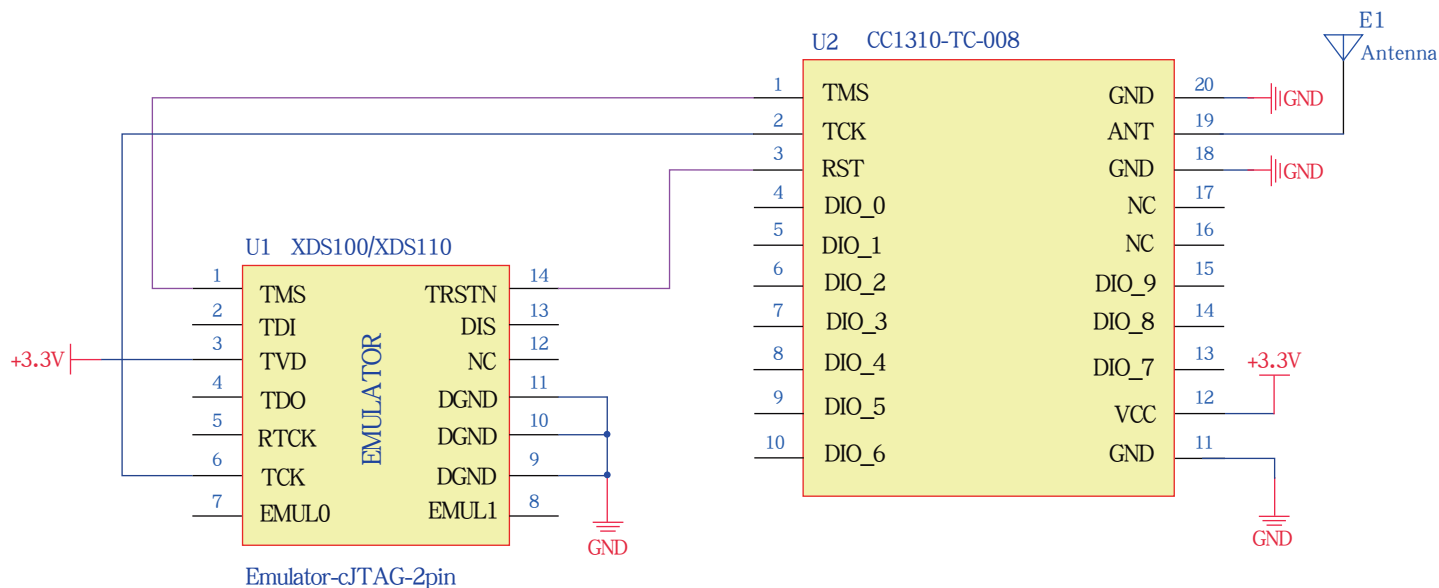 E1
Antenna
U2 CC1310-TC-008
1 TMS GND 20 GND
2 TCK ANT 19
3 RST GND 18 GND
4 DIO_0 NC 17
5 DIO_1 NC 16
6 DIO_2 DIO_9 15
7 DIO_3 DIO_8 14
8 DIO_4 DIO_7 13
+3.3V
9 DIO_5 VCC 12
10 DIO_6 GND 11
GND
U1 XDS100/XDS110
1 TMS TRSTN 14
2 TDI DIS 13
+3.3V 3 TVD NC 12
4 TDO DGND 11
5 RTCK DGND 10
6 TCK DGND 9
7 EMUL0 EMUL1 8
EMULATOR
GND
Emulator-cJTAG-2pin